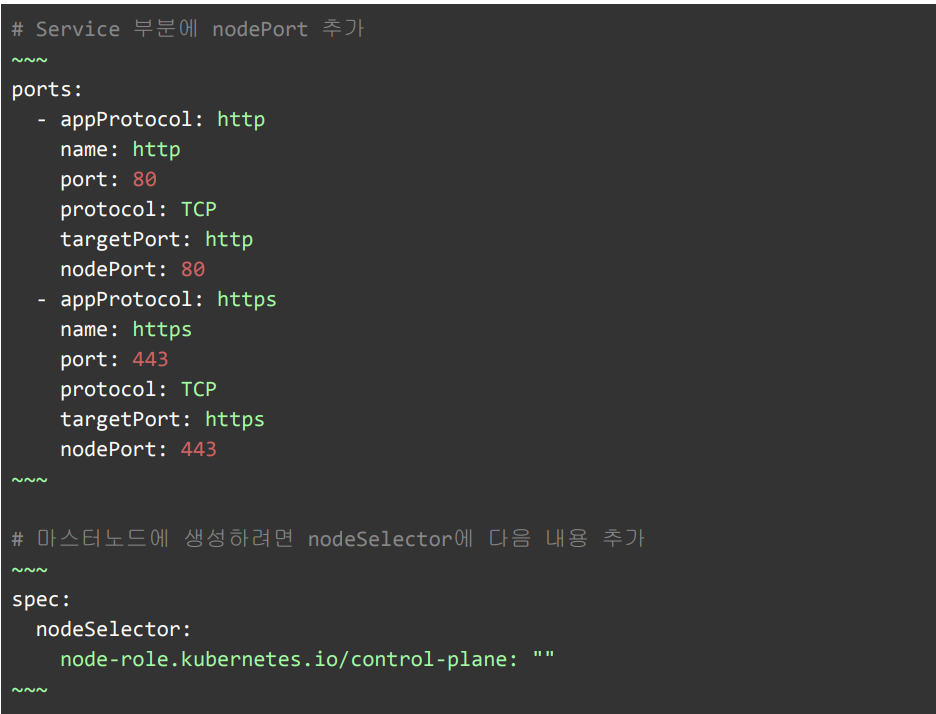 # Service 부분에 nodePort 추가
~~~
ports:
  - appProtocol: http
    name: http
    port: 80
    protocol: TCP
    targetPort: http
    nodePort: 80
  - appProtocol: https
    name: https
    port: 443
    protocol: TCP
    targetPort: https
    nodePort: 443
~~~

# 마스터노드에 생성하려면 nodeSelector에 다음 내용 추가
~~~
spec:
  nodeSelector:
    node-role.kubernetes.io/control-plane: ""
~~~